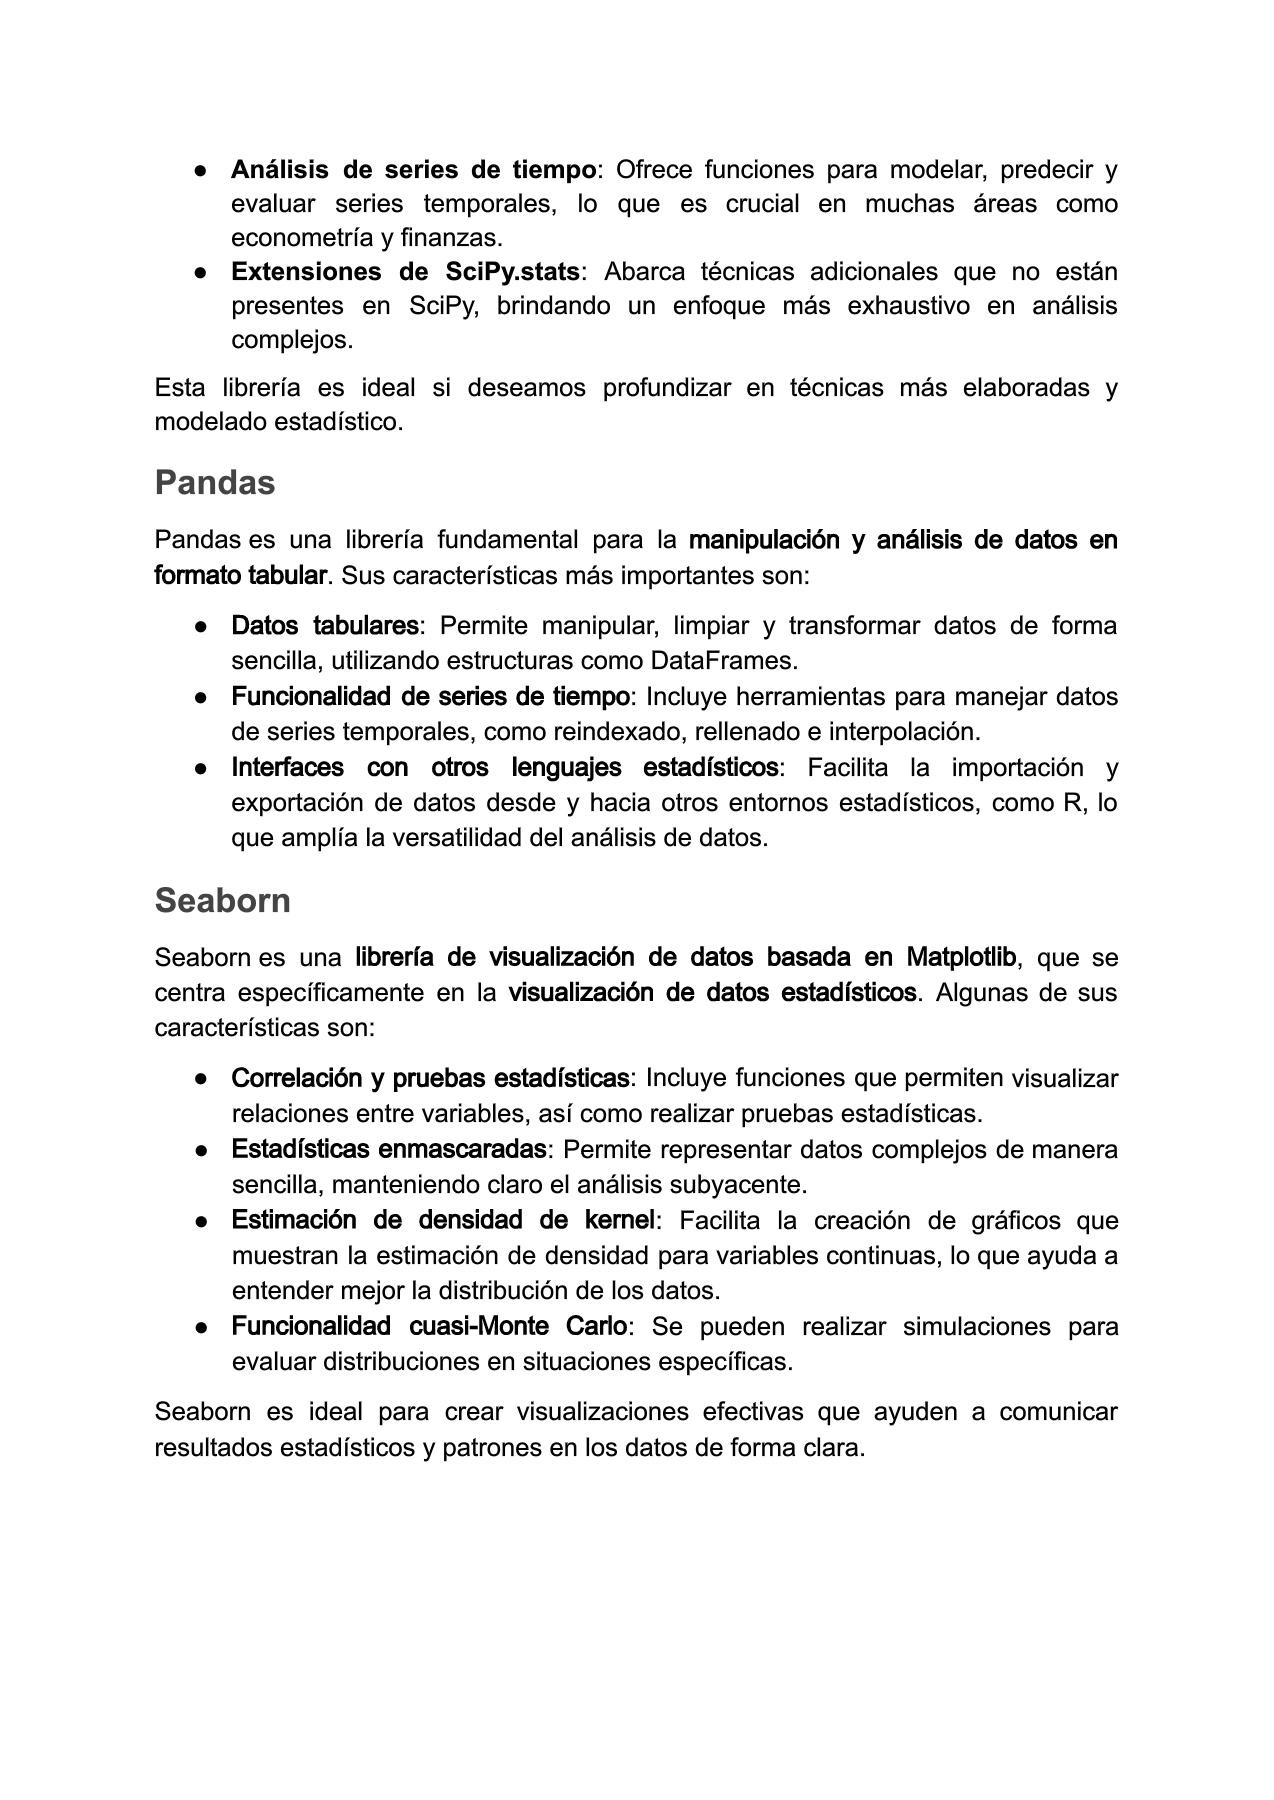 ● Análisis de series de tiempo: Ofrece funciones para modelar, predecir y
evaluar series temporales, lo que es crucial en muchas áreas como
econometría y finanzas.
● Extensiones de SciPy.stats: Abarca técnicas adicionales que no están
presentes en SciPy, brindando un enfoque más exhaustivo en análisis
complejos.
Esta librería es ideal si deseamos profundizar en técnicas más elaboradas y
modelado estadístico.
Pandas
Pandas es una librería fundamental para la manipulación y análisis de datos en
formato tabular. Sus características más importantes son:
● Datos tabulares: Permite manipular, limpiar y transformar datos de forma
sencilla, utilizando estructuras como DataFrames.
● Funcionalidad de series de tiempo: Incluye herramientas para manejar datos
de series temporales, como reindexado, rellenado e interpolación.
● Interfaces con otros lenguajes estadísticos: Facilita la importación y
exportación de datos desde y hacia otros entornos estadísticos, como R, lo
que amplía la versatilidad del análisis de datos.
Seaborn
Seaborn es una librería de visualización de datos basada en Matplotlib, que se
centra específicamente en la visualización de datos estadísticos. Algunas de sus
características son:
● Correlación y pruebas estadísticas: Incluye funciones que permiten visualizar
relaciones entre variables, así como realizar pruebas estadísticas.
● Estadísticas enmascaradas: Permite representar datos complejos de manera
sencilla, manteniendo claro el análisis subyacente.
● Estimación de densidad de kernel: Facilita la creación de gráficos que
muestran la estimación de densidad para variables continuas, lo que ayuda a
entender mejor la distribución de los datos.
● Funcionalidad cuasi-Monte Carlo: Se pueden realizar simulaciones para
evaluar distribuciones en situaciones específicas.
Seaborn es ideal para crear visualizaciones efectivas que ayuden a comunicar
resultados estadísticos y patrones en los datos de forma clara.